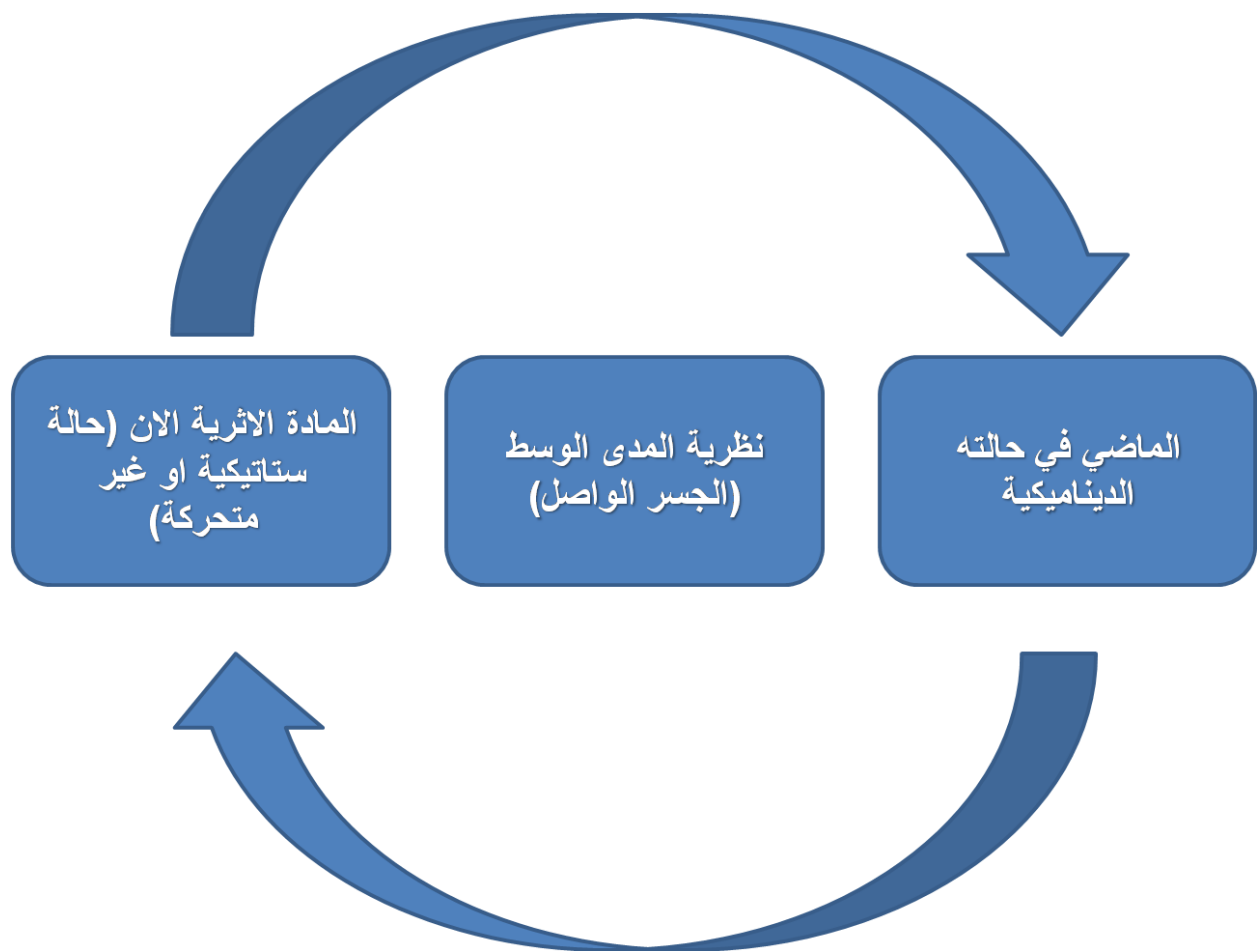 الماضي في حالته
الديناميكية
نظرية المدى الوسط
(الجسر الواصل)
المادة الاثرية الان (حالة
ستاتيكية او غير
متحركة)